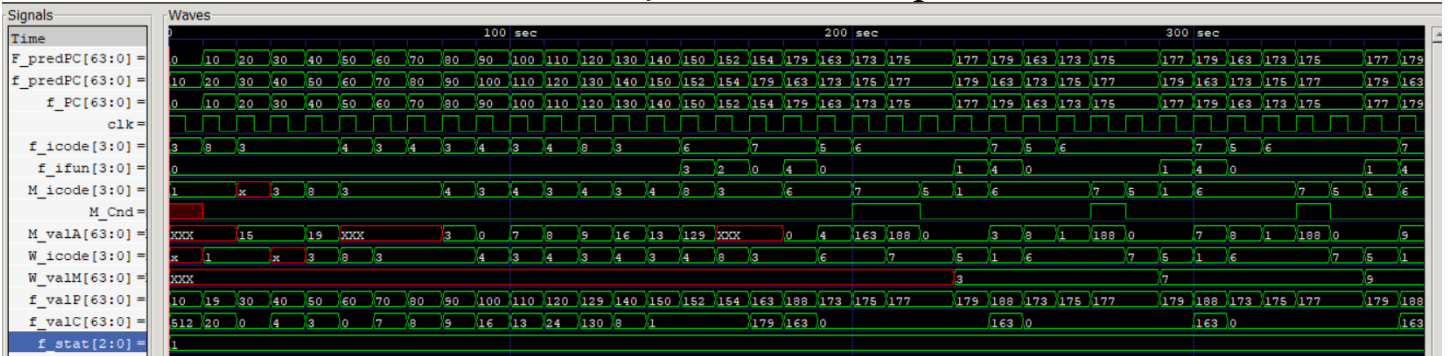 Signals Waves
Time 100 sec 200 sec 300 sec
F_predPC[63:0] = 0 10 20 30 40 50 60 70 80 90 100 110 120 130 140 150 152 154 179 163 173 175 177 179 163 173 175 177 179 163 173 175 177 179
f_predPC[63:0] = 10 20 30 40 50 60 70 80 90 100 110 120 130 140 150 152 154 179 163 173 175 177 179 163 173 175 177 179 163 173 175 177 179 163
f_PC[63:0] = 0 10 20 30 40 50 60 70 80 90 100 110 120 130 140 150 152 154 179 163 173 175 177 179 163 173 175 177 179 163 173 175 177 179
clk =
f_icode[3:0] = 3 8 3 4 3 4 3 4 3 4 8 3 6 7 5 6 7 5 6 7 5 6 7
f_ifun[3:0] = 0 3 2 0 4 0 1 4 0 1 4 0 1 4
M_icode[3:0] = 1 x 3 8 3 4 3 4 3 4 3 4 8 3 6 7 5 1 6 7 5 1 6 7 5 1 6
M_Cnd =
M_valA[63:0] = XXX 15 19 XXX 3 0 7 8 9 16 13 129 XXX 0 4 163 188 0 3 8 1 188 0 7 8 1 188 0 9
W_icode[3:0] = x 1 x 3 8 3 4 3 4 3 4 3 4 8 3 6 7 5 1 6 7 5 1 6 7 5 1
W_valM[63:0] = XXX 3 7 9
f_valP[63:0] = 10 19 30 40 50 60 70 80 90 100 110 120 129 140 150 152 154 163 188 173 175 177 179 188 173 175 177 179 188 173 175 177 179 188
f_valC[63:0] = 512 20 0 4 3 0 7 8 9 16 13 24 130 8 1 179 163 0 163 0 163 0 163
f_stat[2:0] = 1